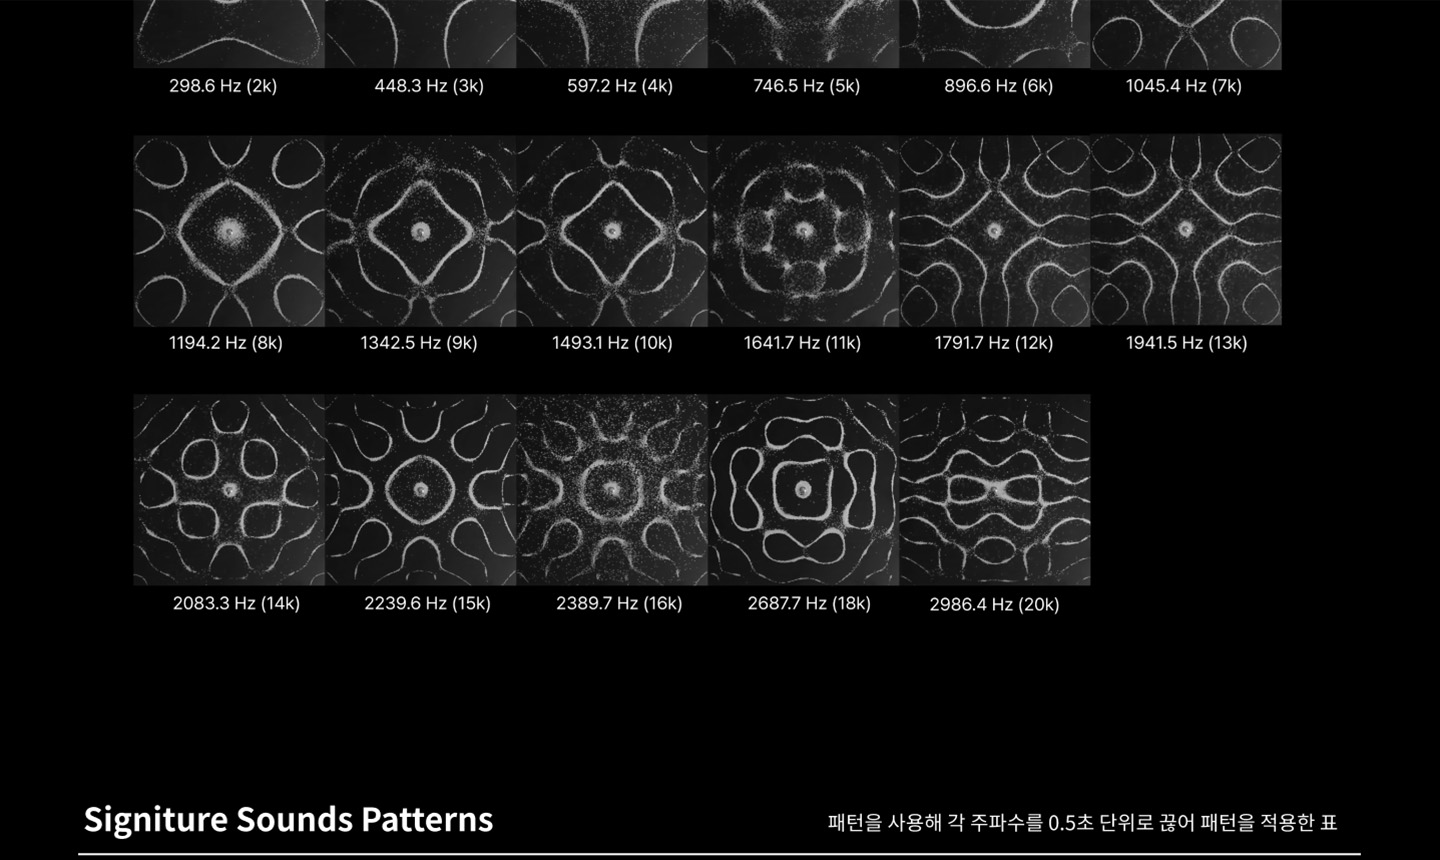 298.6 Hz (2k) 448.3 Hz (3k) 597.2 Hz (4k) 746.5 Hz (5k) 896.6 Hz (6k) 1045.4 Hz (7k)
1194.2 Hz (8k) 1342.5 Hz (9k) 1493.1 Hz (10k) 1641.7 Hz (11k) 1791.7 Hz (12k) 1941.5 Hz (13k)
2083.3 Hz (14k) 2239.6 Hz (15k) 2389.7 Hz (16k) 2687.7 Hz (18k) 2986.4 Hz (20k)
Signiture Sounds Patterns 패턴을 사용해 각 주파수를 0.5초 단위로 끊어 패턴을 적용한 표